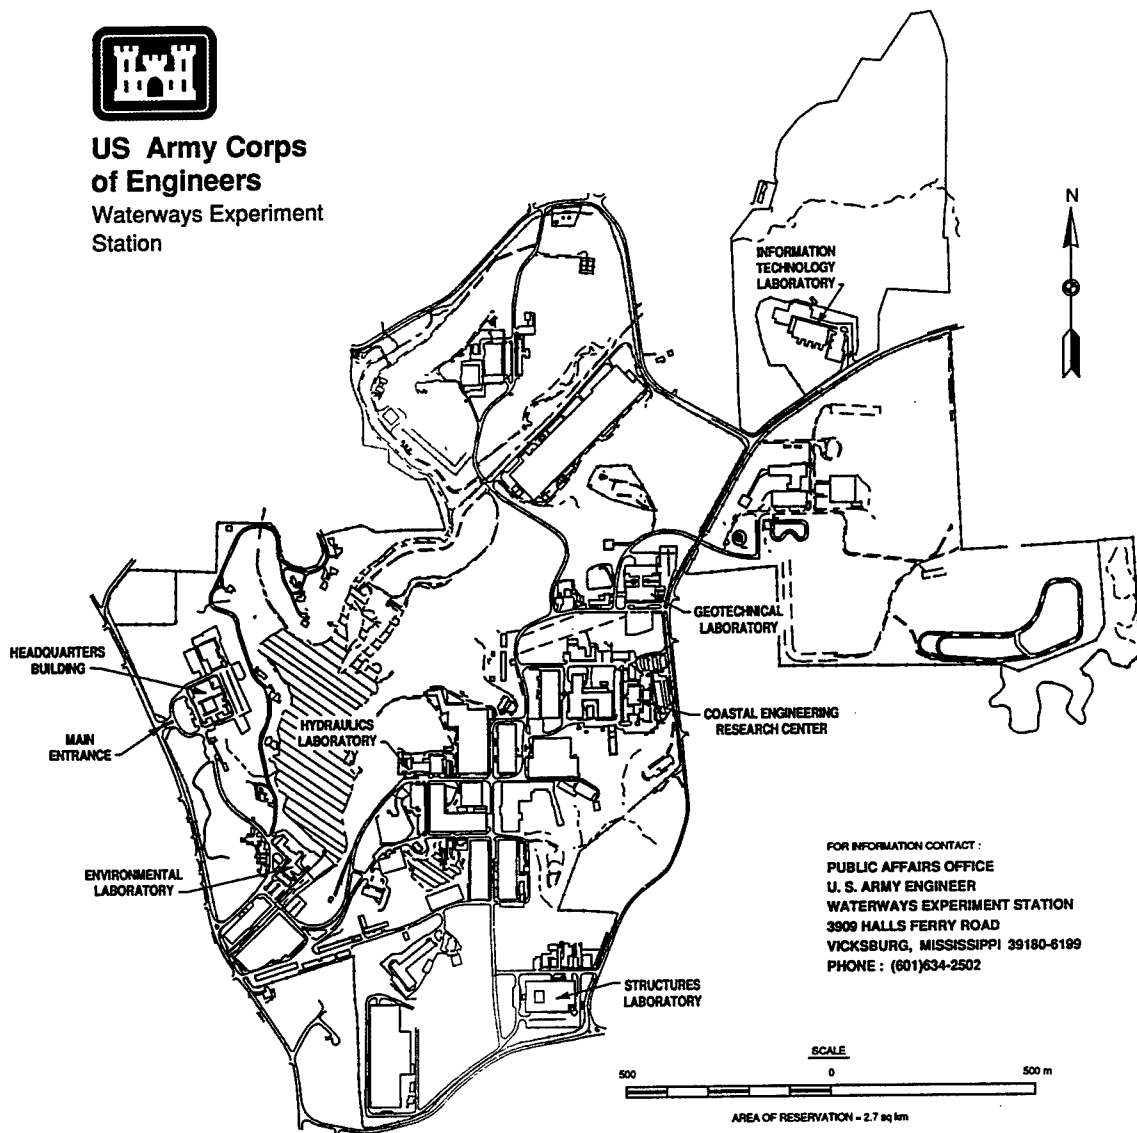 US Army Corps
of Engineers
Waterways Experiment
Station
N
INFORMATION
TECHNOLOGY
LABORATORY
GEOTECHNICAL
LABORATORY
HEADQUARTERS
BUILDING
HYDRAULICS
LABORATORY
COASTAL ENGINEERING
RESEARCH CENTER
MAIN
ENTRANCE
ENVIRONMENTAL
LABORATORY
STRUCTURES
LABORATORY
FOR INFORMATION CONTACT :
PUBLIC AFFAIRS OFFICE
U. S. ARMY ENGINEER
WATERWAYS EXPERIMENT STATION
3909 HALLS FERRY ROAD
VICKSBURG, MISSISSIPPI 39180-6199
PHONE : (601)634-2502
SCALE
500 0 500 m
AREA OF RESERVATION = 2.7 sq km